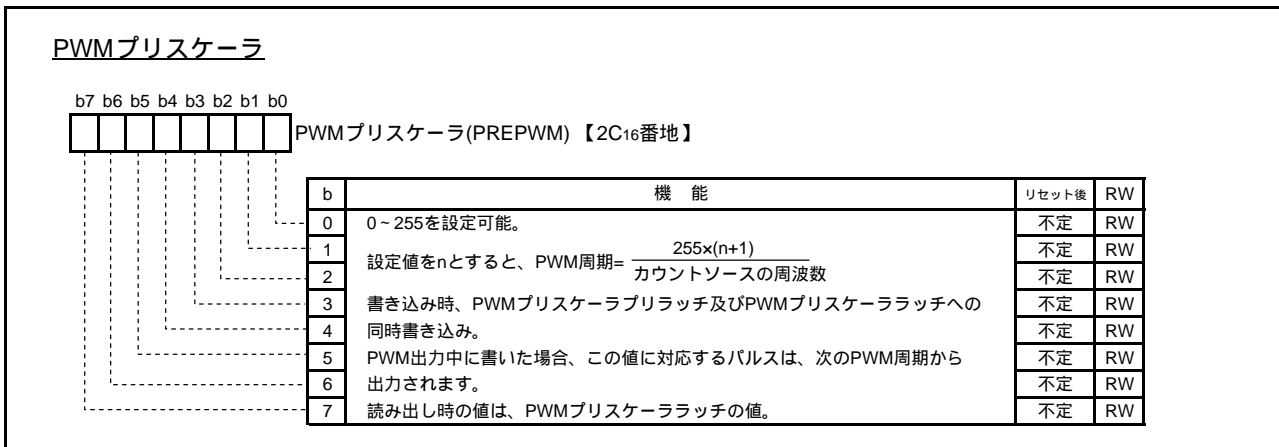 PWMプリスケーラ
b7 b6 b5 b4 b3 b2 b1 b0
PWMプリスケーラ(PREPWM) 【2C16番地】
b 機 能 リセット後 RW
0 0~255を設定可能。 不定 RW
1 設定値をnとすると、PWM周期= 255×(n+1) 不定 RW
2 カウントソースの周波数 不定 RW
3 書き込み時、PWMプリスケーラプリラッチ及びPWMプリスケーララッチへの 不定 RW
4 同時書き込み。 不定 RW
5 PWM出力中に書いた場合、この値に対応するパルスは、次のPWM周期から 不定 RW
6 出力されます。 不定 RW
7 読み出し時の値は、PWMプリスケーララッチの値。 不定 RW